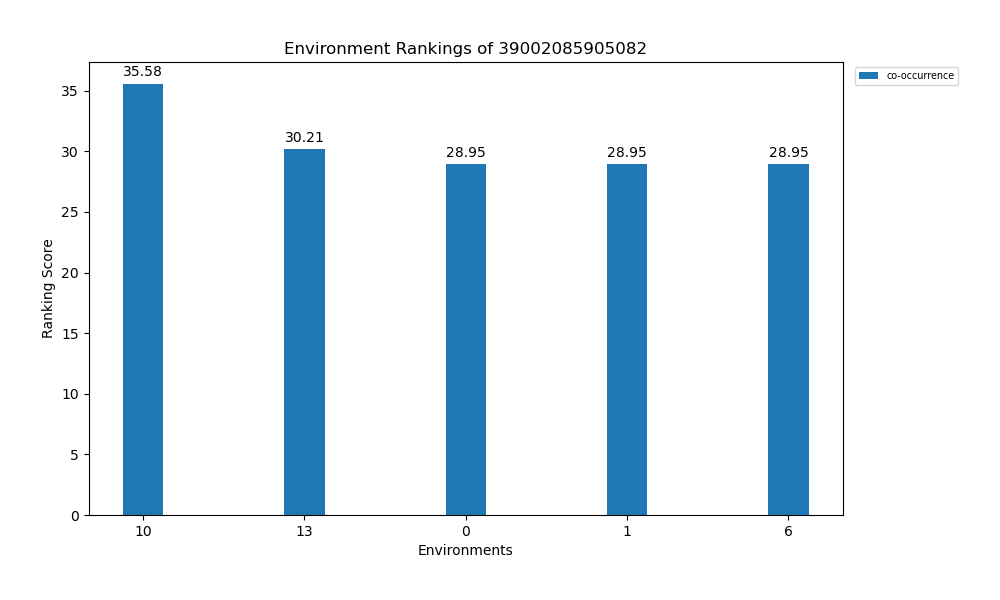 Environment Rankings of 39002085905082
co-occurrence
35.58
30.21
28.95
28.95
28.95
Ranking Score
35
30
25
20
15
10
5
0
10 13 0 1 6
Environments